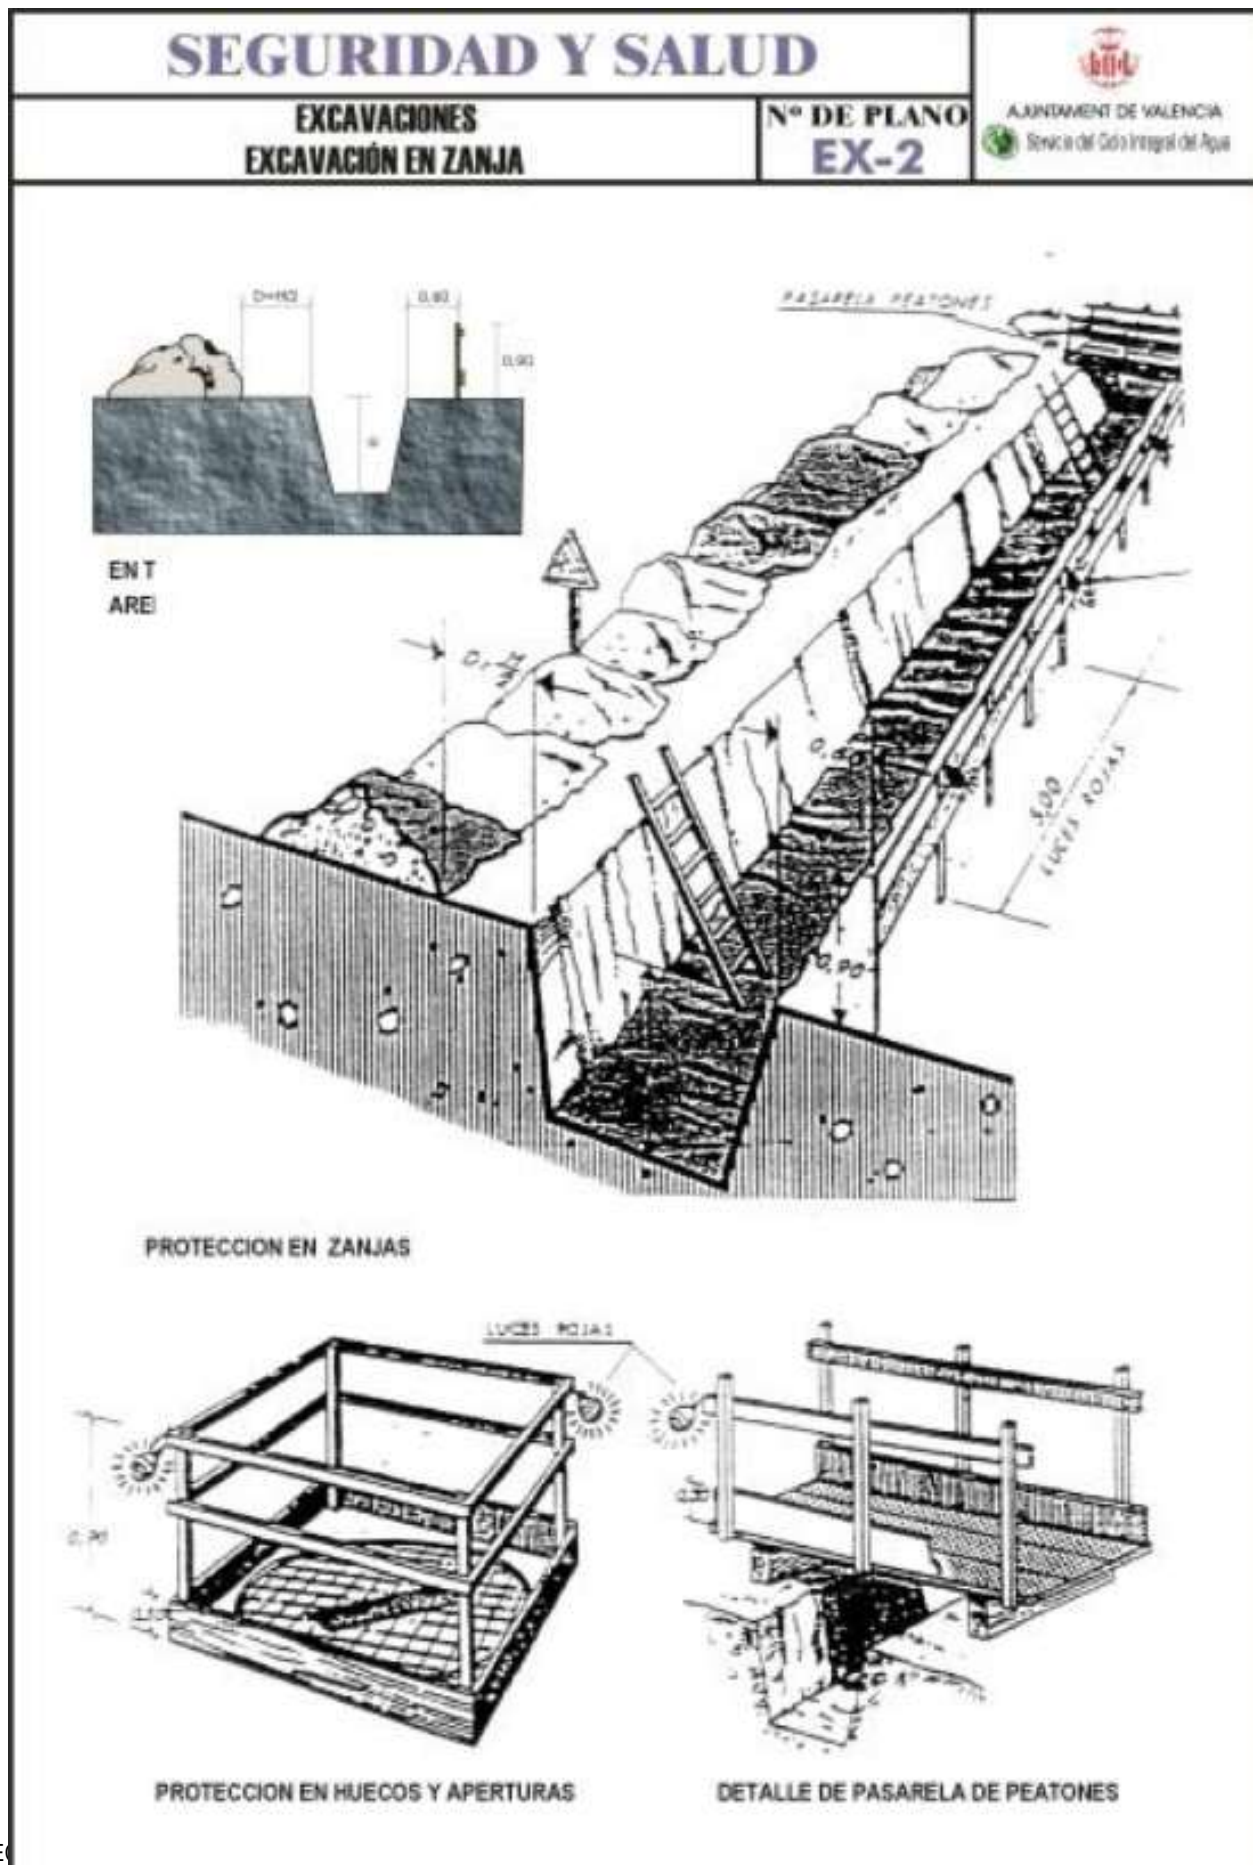 SEGURIDAD Y SALUD
EXCAVACIONES
EXCAVACIÓN EN ZANJA
Nº DE PLANO
EX-2
AJUNTAMENT DE VALENCIA
Servicio del Ciclo Integral del Agua
0,60
0,90
PASARELA PEATONES
EN T
ARE
5,00
LUCES ROJAS
0,90
PROTECCION EN ZANJAS
LUCES ROJAS
0,90
PROTECCION EN HUECOS Y APERTURAS
DETALLE DE PASARELA DE PEATONES